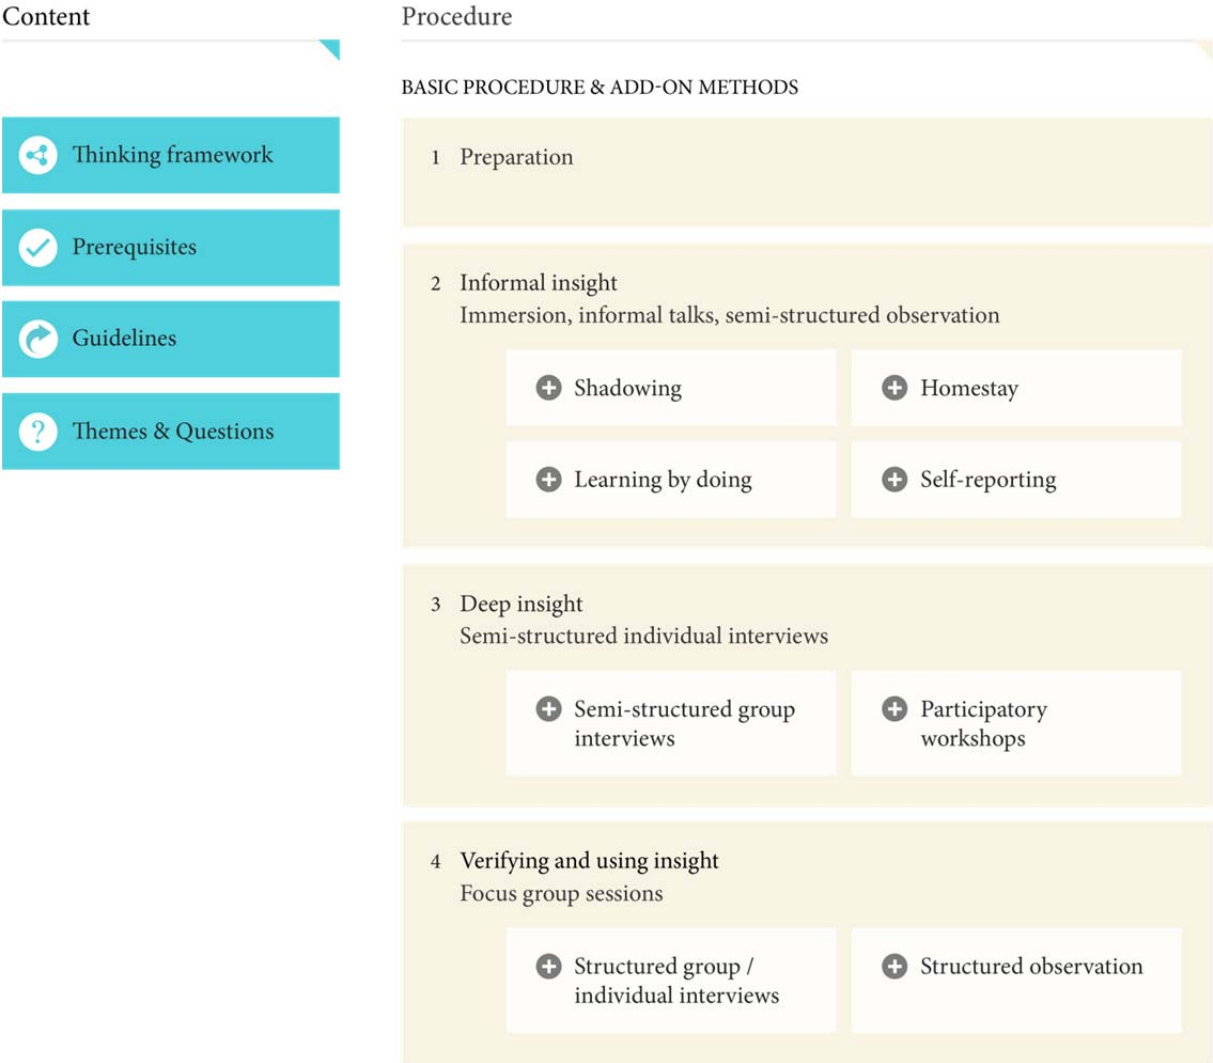 Content
Thinking framework
Prerequisites
Guidelines
?
Themes & Questions
Procedure
BASIC PROCEDURE & ADD-ON METHODS
1 Preparation
2 Informal insight
Immersion, informal talks, semi-structured observation
Shadowing
Homestay
Learning by doing
Self-reporting
3 Deep insight
Semi-structured individual interviews
Semi-structured group
interviews
Participatory
workshops
4 Verifying and using insight
Focus group sessions
Structured group /
individual interviews
Structured observation